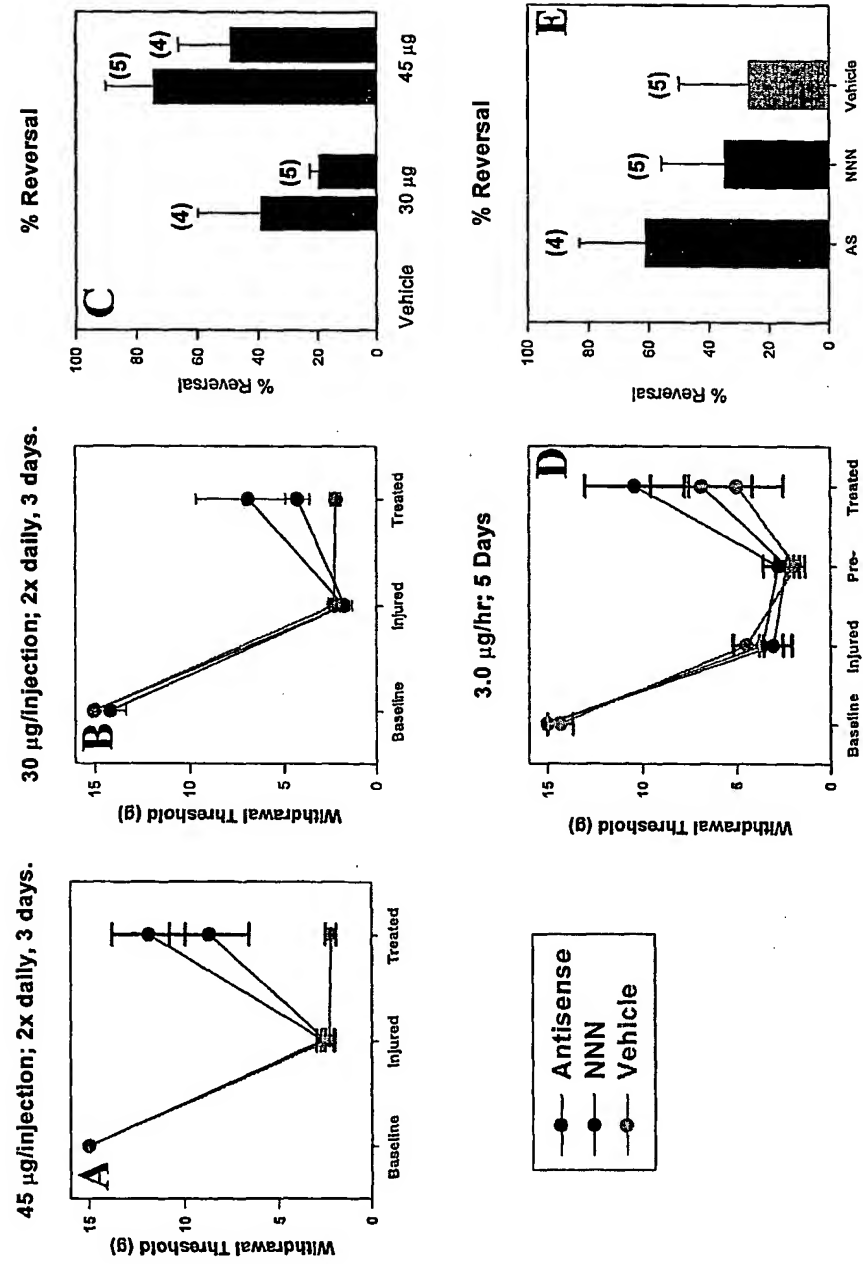 45 µg/injection; 2x daily, 3 days.
A
Withdrawal Threshold (g)
15
10
5
0
Baseline
Injured
Treated
30 µg/injection; 2x daily, 3 days.
B
Withdrawal Threshold (g)
15
10
5
0
Baseline
Injured
Treated
% Reversal
C
% Reversal
100
80
60
40
20
0
(4)
(5)
(5)
(4)
Vehicle
30 µg
45 µg
Antisense
NNN
Vehicle
3.0 µg/hr; 5 Days
D
Withdrawal Threshold (g)
15
10
5
0
Baseline
Injured
Pre-
Treated
% Reversal
E
% Reversal
100
80
60
40
20
0
(4)
(5)
(5)
AS
NNN
Vehicle